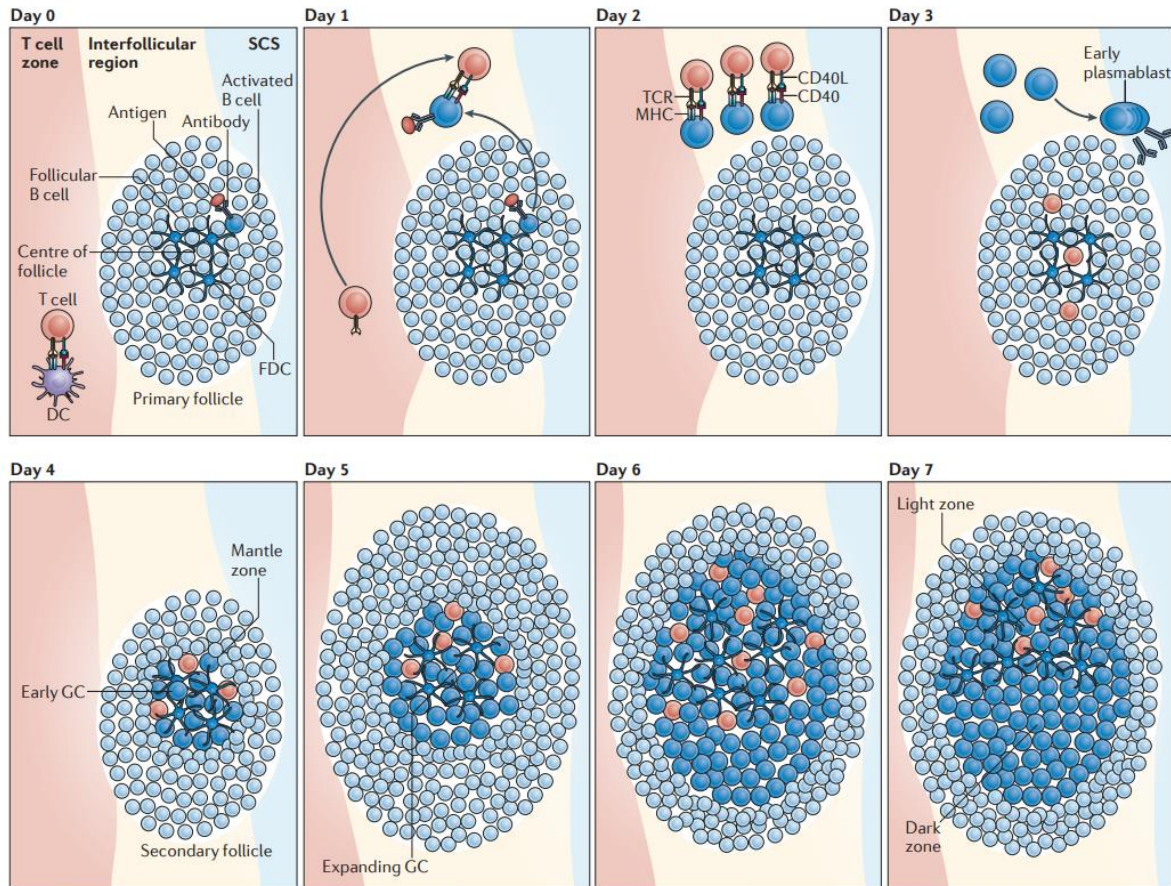 Day 0
T cell
zone
Interfollicular
region
SCS
Activated
B cell
Antigen
Antibody
Follicular
B cell
Centre of
follicle
T cell
DC
FDC
Primary follicle
Day 1
Day 2
TCR
MHC
CD40L
CD40
Day 3
Early
plasmablast
Day 4
Mantle
zone
Early GC
Secondary follicle
Day 5
Expanding GC
Day 6
Day 7
Light zone
Dark
zone